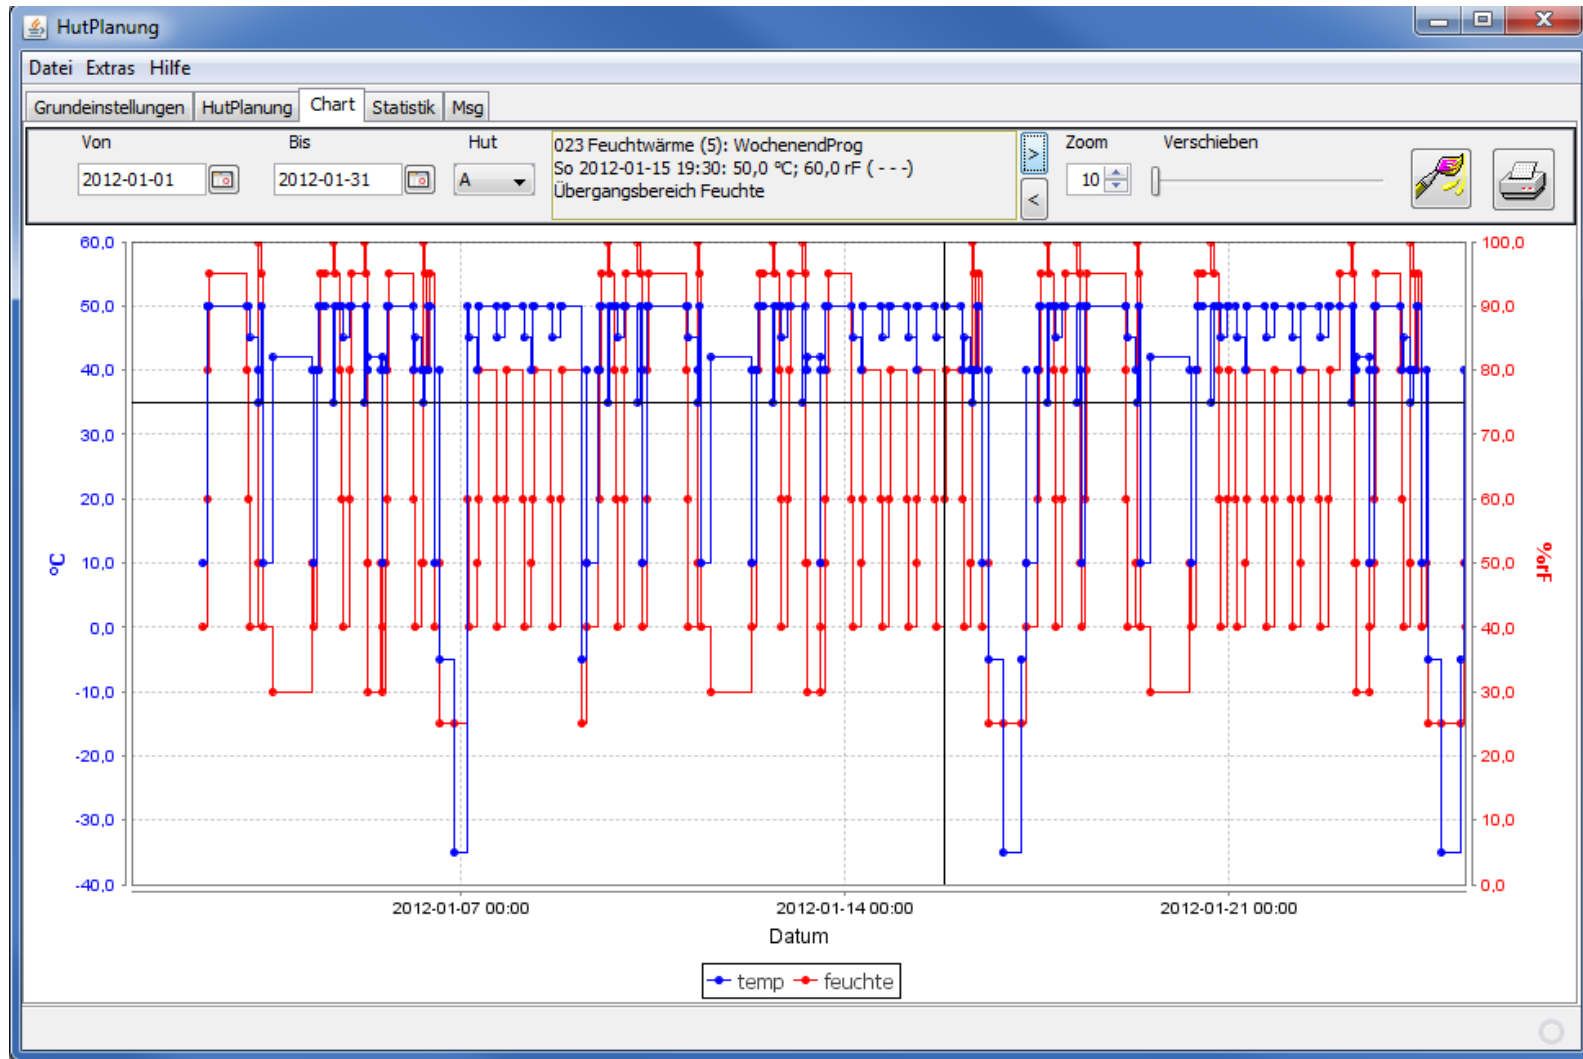 HutPlanung
Datei Extras Hilfe
Grundeinstellungen HutPlanung Chart Statistik Msg
Von Bis Hut Zoom Verschieben
2012-01-01 2012-01-31 A 10
023 Feuchtwärme (5): WochenendProg
So 2012-01-15 19:30: 50,0 °C; 60,0 rF ( - - -)
Übergangsbereich Feuchte
>
<
60,0
50,0
40,0
30,0
20,0
10,0
0,0
-10,0
-20,0
-30,0
-40,0
°C
100,0
90,0
80,0
70,0
60,0
50,0
40,0
30,0
20,0
10,0
0,0
%rF
2012-01-07 00:00 2012-01-14 00:00 2012-01-21 00:00
Datum
temp feuchte